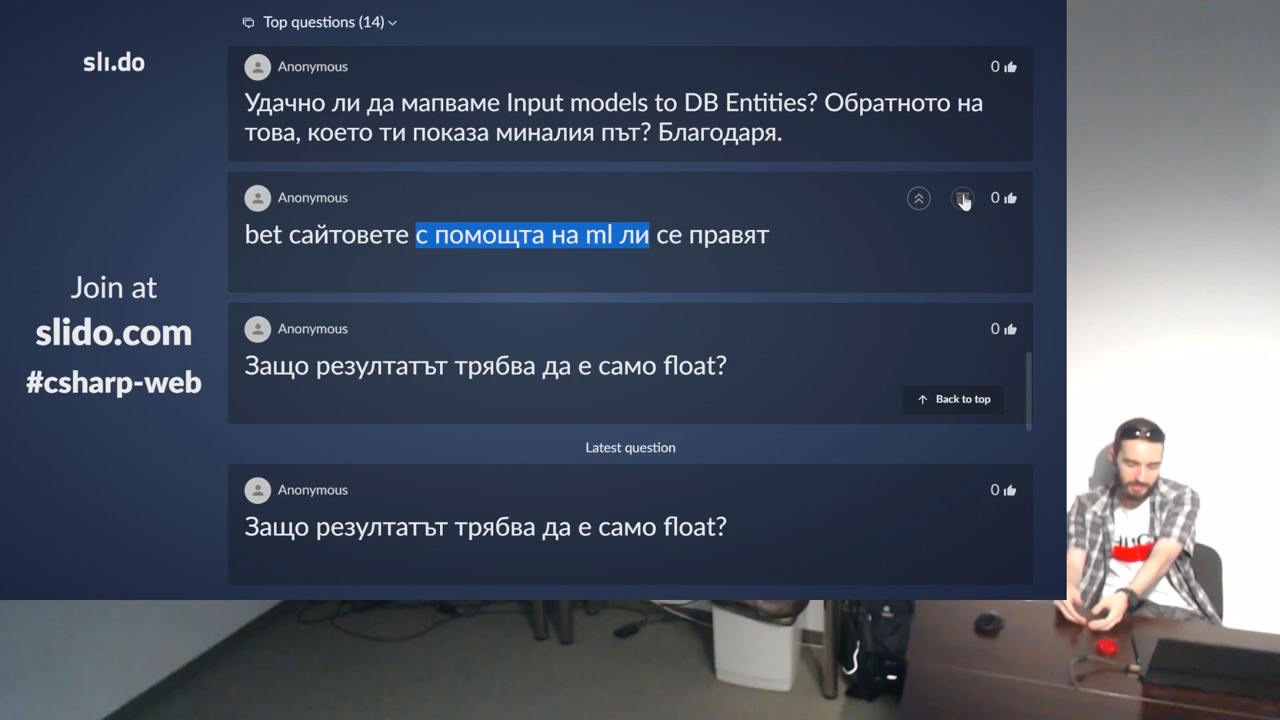 Top questions (14)
sli.do
Anonymous
0
Удачно ли да мапваме Input models to DB Entities? Обратното на
това, което ти показа миналия път? Благодаря.
Anonymous
0
bet сайтовете с помощта на ml ли се правят
Join at
slido.com
#csharp-web
Anonymous
0
Защо резултатът трябва да е само float?
Back to top
Latest question
Anonymous
0
Защо резултатът трябва да е само float?